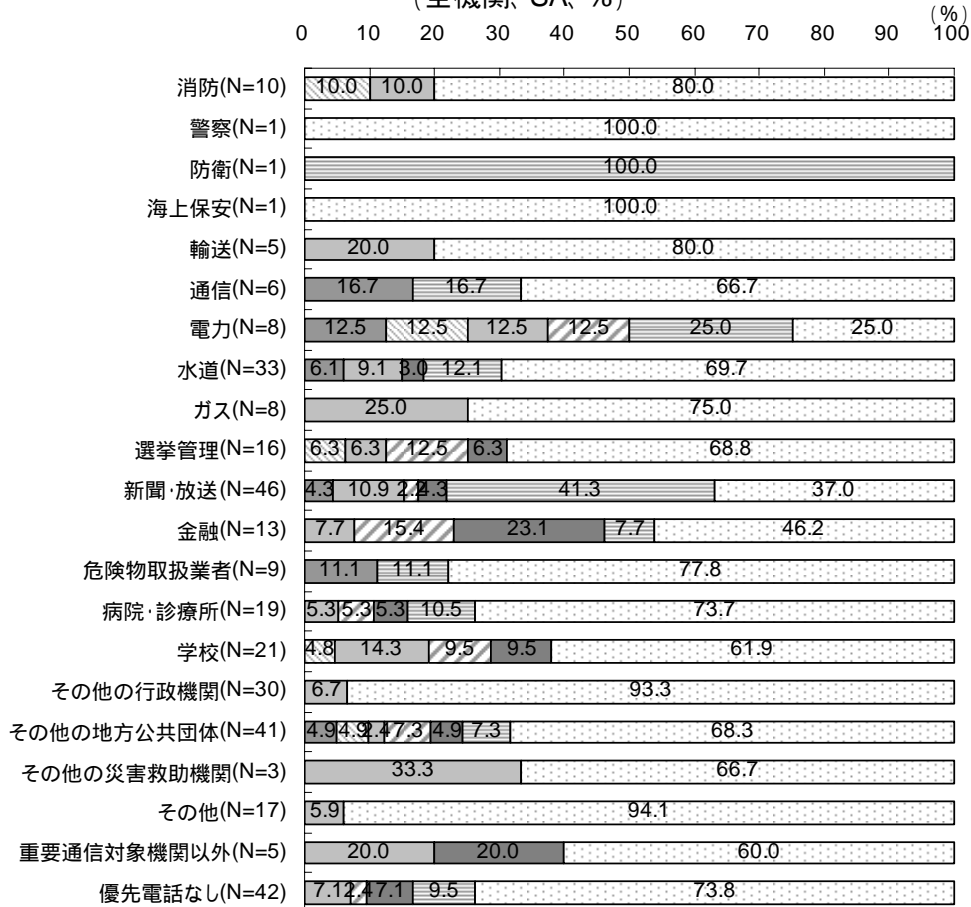 (全機関、SA、%)
(%)
0 10 20 30 40 50 60 70 80 90 100
消防(N=10) 10.0 10.0 80.0
警察(N=1) 100.0
防衛(N=1) 100.0
海上保安(N=1) 100.0
輸送(N=5) 20.0 80.0
通信(N=6) 16.7 16.7 66.7
電力(N=8) 12.5 12.5 12.5 12.5 25.0 25.0
水道(N=33) 6.1 9.1 3.0 12.1 69.7
ガス(N=8) 25.0 75.0
選挙管理(N=16) 6.3 6.3 12.5 6.3 68.8
新聞・放送(N=46) 4.3 10.9 2.2 4.3 41.3 37.0
金融(N=13) 7.7 15.4 23.1 7.7 46.2
危険物取扱業者(N=9) 11.1 11.1 77.8
病院・診療所(N=19) 5.3 5.3 5.3 10.5 73.7
学校(N=21) 4.8 14.3 9.5 9.5 61.9
その他の行政機関(N=30) 6.7 93.3
その他の地方公共団体(N=41) 4.9 4.9 2.4 7.3 4.9 7.3 68.3
その他の災害救助機関(N=3) 33.3 66.7
その他(N=17) 5.9 94.1
重要通信対象機関以外(N=5) 20.0 20.0 60.0
優先電話なし(N=42) 7.1 2.4 7.1 9.5 73.8